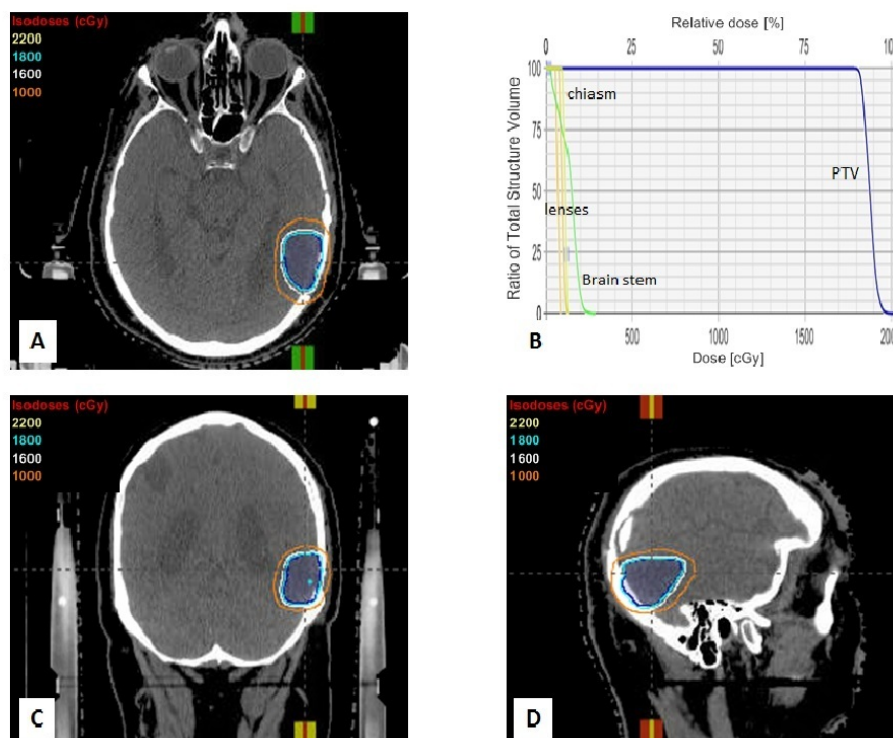 Isodoses (cGy)
2200
1800
1600
1000
A
Relative dose [%]
0 25 50 75 100
Ratio of Total Structure Volume
100
75
50
25
0
chiasm
lenses
PTV
Brain stem
500 1000 1500 200
Dose [cGy]
B
Isodoses (cGy)
2200
1800
1600
1000
C
Isodoses (cGy)
2200
1800
1600
1000
D